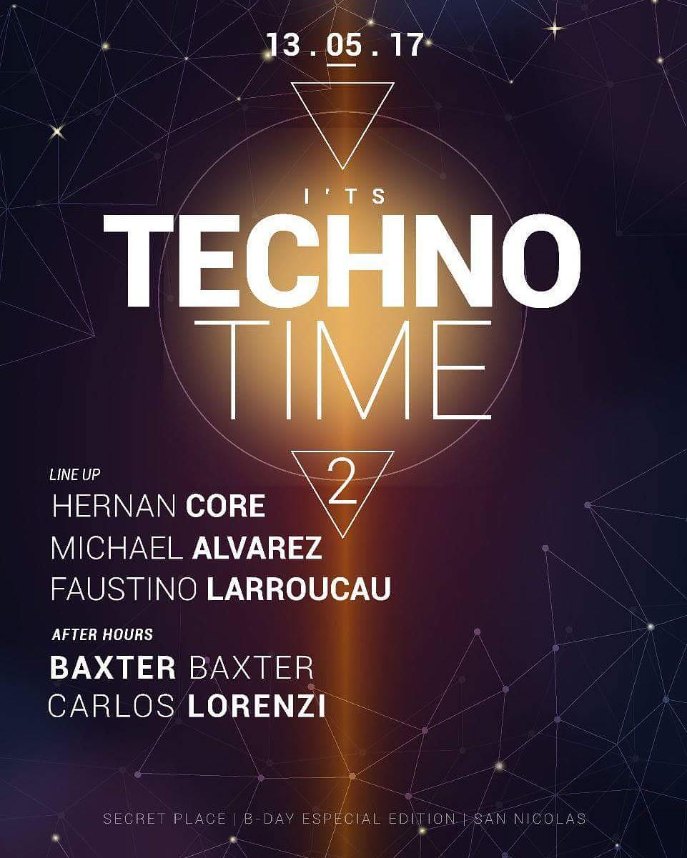 13.05.17
I'TS
TECHNO
TIME
2
LINE UP
HERNAN CORE
MICHAEL ALVAREZ
FAUSTINO LARROUCAU
AFTER HOURS
BAXTER BAXTER
CARLOS LORENZI
SECRET PLACE | B-DAY ESPECIAL EDITION | SAN NICOLAS